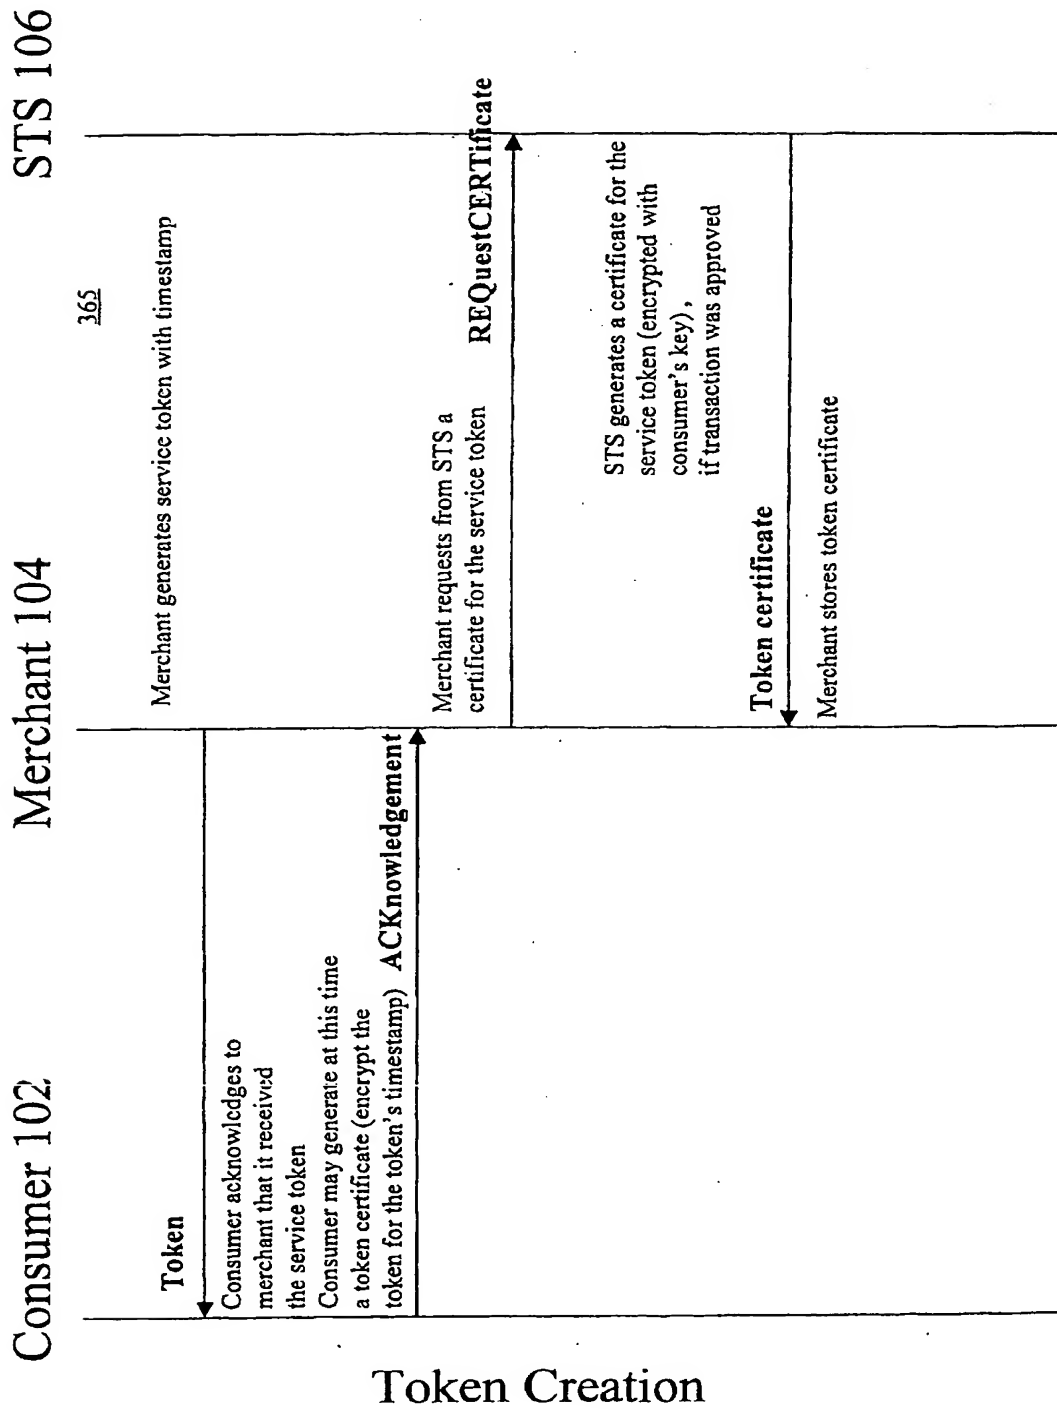 Consumer 102
Merchant 104
STS 106
365
Merchant generates service token with timestamp
Token
Consumer acknowledges to
merchant that it received
the service token
Consumer may generate at this time
a token certificate (encrypt the
token for the token's timestamp)
ACKnowledgement
Merchant requests from STS a
certificate for the service token
REQuestCERTificate
STS generates a certificate for the
service token (encrypted with
consumer's key),
if transaction was approved
Token certificate
Merchant stores token certificate
Token Creation